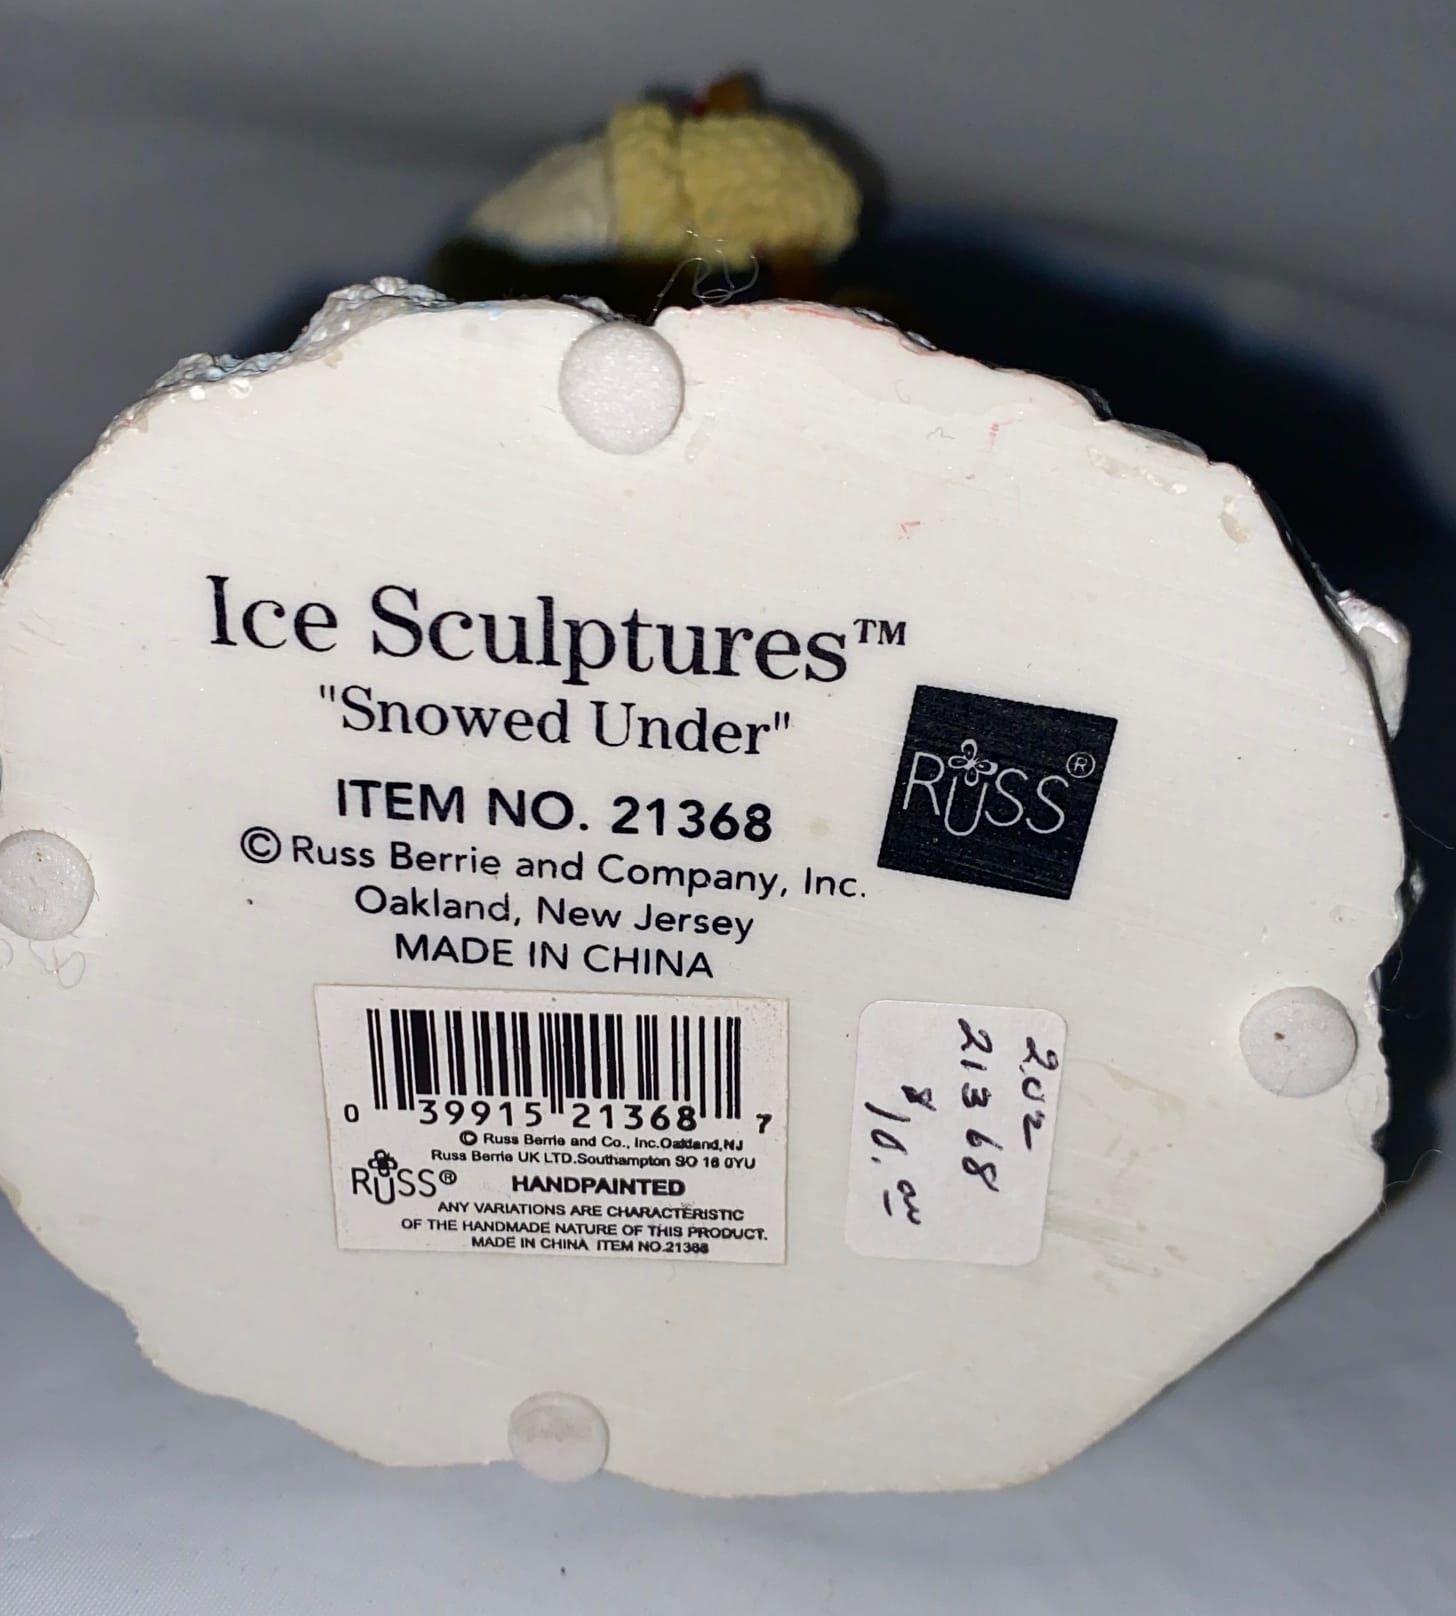 Ice Sculptures™
"Snowed Under"
ITEM NO. 21368
© Russ Berrie and Company, Inc.
Oakland, New Jersey
MADE IN CHINA
RUSS®
0 39915 21368 7
© Russ Berrie and Co., Inc.Oakland,NJ
Russ Berrie UK LTD.Southampton SO 16 0YU
RUSS® HANDPAINTED
ANY VARIATIONS ARE CHARACTERISTIC
OF THE HANDMADE NATURE OF THIS PRODUCT.
MADE IN CHINA ITEM NO.21368
202
21368